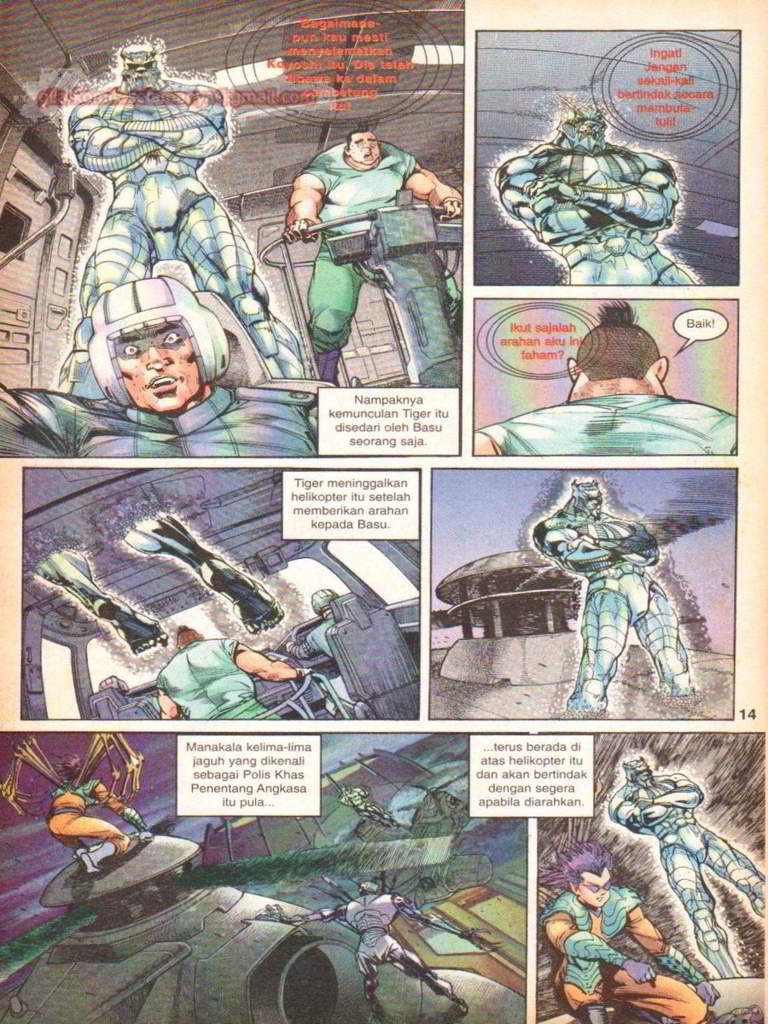 Bagaimana-
pun kau mesti
menyelamatkan
Koyoshi itu. Dia telah
dibawa ke dalam
gmail.com
Ingat!
Jangan
sekali-kali
bertindak secara
membuta-
tuli!
Ikut sajalah
arahan aku ini
faham?
Baik!
Nampaknya
kemunculan Tiger itu
disedari oleh Basu
seorang saja.
Tiger meninggalkan
helikopter itu setelah
memberikan arahan
kepada Basu.
14
Manakala kelima-lima
jaguh yang dikenali
sebagai Polis Khas
Penentang Angkasa
itu pula...
...terus berada di
atas helikopter itu
dan akan bertindak
dengan segera
apabila diarahkan.